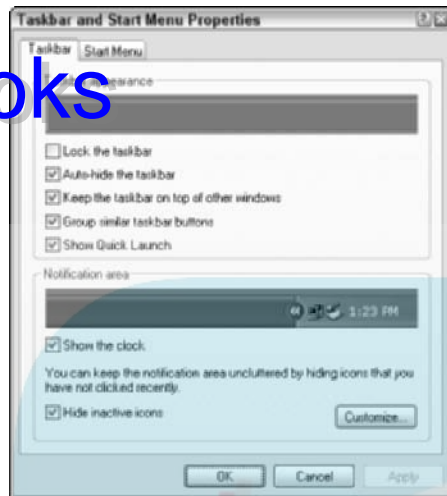 Taskbar and Start Menu Properties
Taskbar Start Menu
oks
Taskbar appearance
Lock the taskbar
Auto-hide the taskbar
Keep the taskbar on top of other windows
Group similar taskbar buttons
Show Quick Launch
Notification area
1:23 PM
Show the clock
You can keep the notification area uncluttered by hiding icons that you
have not clicked recently.
Hide inactive icons
Customize...
OK Cancel Apply